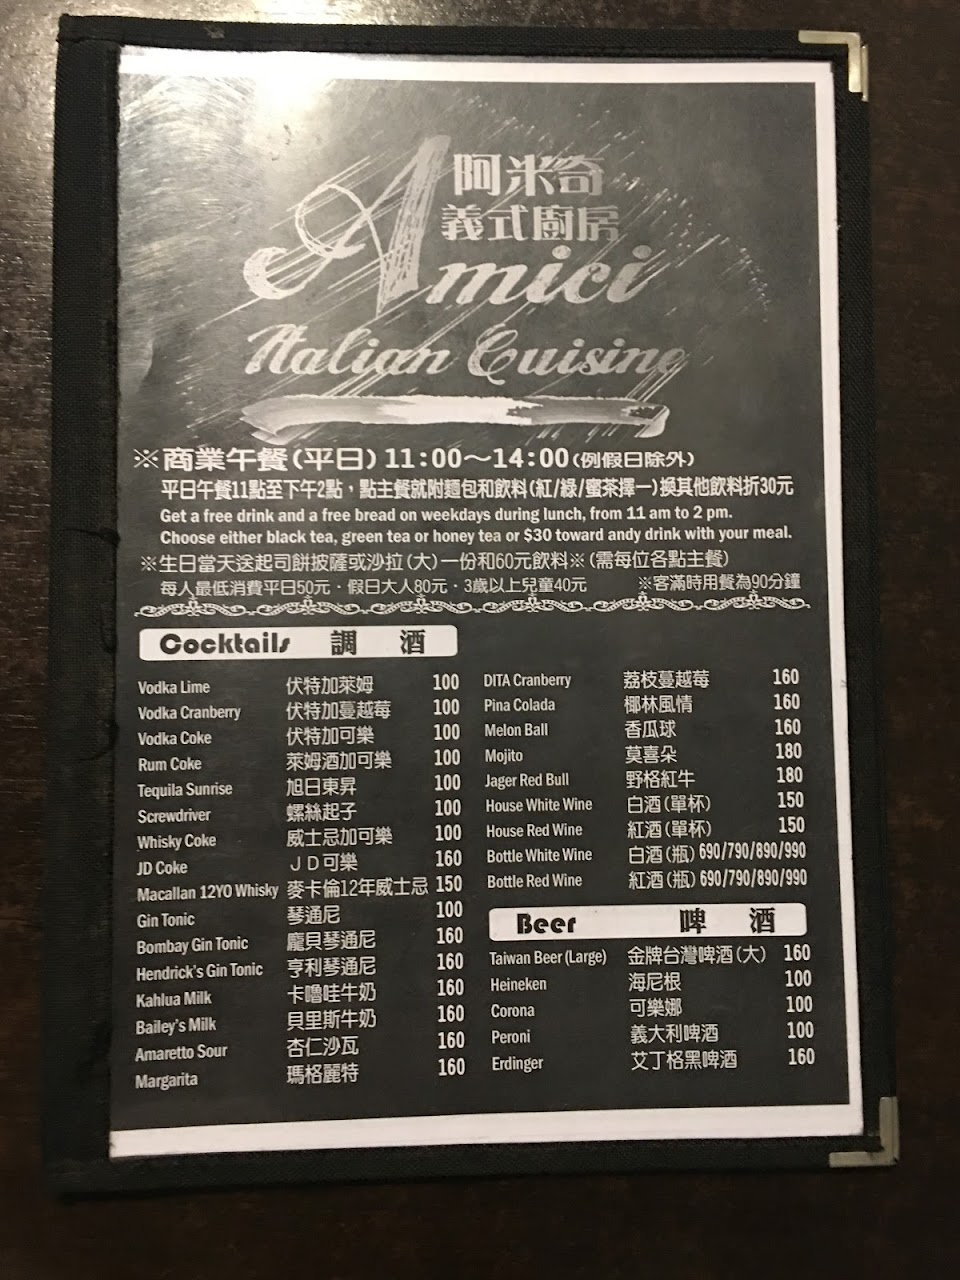 阿米奇
義式廚房
Amici
Italian Cuisine
※商業午餐(平日)11:00～14:00(例假日除外)
平日午餐11點至下午2點，點主餐就附麵包和飲料(紅/綠/蜜茶擇一)換其他飲料折30元
Get a free drink and a free bread on weekdays during lunch, from 11 am to 2 pm.
Choose either black tea, green tea or honey tea or $30 toward andy drink with your meal.
※生日當天送起司餅披薩或沙拉(大)一份和60元飲料※(需每位各點主餐)
每人最低消費平日50元・假日大人80元・3歲以上兒童40元 ※客滿時用餐為90分鐘
Cocktails 調酒
Vodka Lime 伏特加萊姆 100
Vodka Cranberry 伏特加蔓越莓 100
Vodka Coke 伏特加可樂 100
Rum Coke 萊姆酒加可樂 100
Tequila Sunrise 旭日東昇 100
Screwdriver 螺絲起子 100
Whisky Coke 威士忌加可樂 100
JD Coke ＪＤ可樂 160
Macallan 12YO Whisky 麥卡倫12年威士忌 150
Gin Tonic 琴通尼 100
Bombay Gin Tonic 龐貝琴通尼 160
Hendrick's Gin Tonic 亨利琴通尼 160
Kahlua Milk 卡嚕哇牛奶 160
Bailey's Milk 貝里斯牛奶 160
Amaretto Sour 杏仁沙瓦 160
Margarita 瑪格麗特 160
DITA Cranberry 荔枝蔓越莓 160
Pina Colada 椰林風情 160
Melon Ball 香瓜球 160
Mojito 莫喜朵 180
Jager Red Bull 野格紅牛 180
House White Wine 白酒(單杯) 150
House Red Wine 紅酒(單杯) 150
Bottle White Wine 白酒(瓶) 690/790/890/990
Bottle Red Wine 紅酒(瓶) 690/790/890/990
Beer 啤酒
Taiwan Beer (Large) 金牌台灣啤酒(大) 160
Heineken 海尼根 100
Corona 可樂娜 100
Peroni 義大利啤酒 100
Erdinger 艾丁格黑啤酒 160